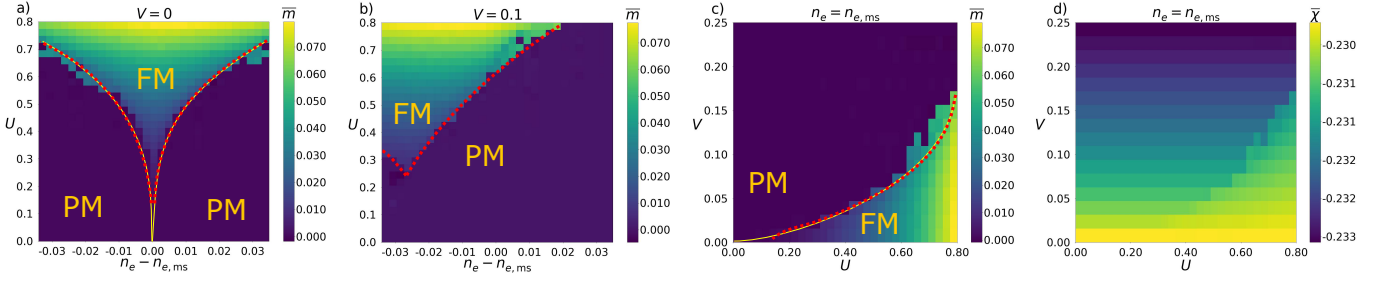 a)
V = 0
m̅
0.8
0.7
0.6
0.5
U
0.4
0.3
0.2
0.1
0.0
FM
PM
PM
-0.03 -0.02 -0.01 0.00 0.01 0.02 0.03
n_e − n_e, ms
0.070
0.060
0.050
0.040
0.030
0.020
0.010
0.000
b)
V = 0.1
m̅
0.8
0.7
0.6
0.5
U
0.4
0.3
0.2
0.1
0.0
FM
PM
-0.03 -0.02 -0.01 0.00 0.01 0.02 0.03
n_e − n_e, ms
0.070
0.060
0.050
0.040
0.030
0.020
0.010
0.000
c)
n_e = n_e, ms
m̅
0.25
0.20
0.15
V
0.10
0.05
0.00
PM
FM
0.00 0.20 0.40 0.60 0.80
U
0.070
0.060
0.050
0.040
0.030
0.020
0.010
0.000
d)
n_e = n_e, ms
χ̅
0.25
0.20
0.15
V
0.10
0.05
0.00
0.00 0.20 0.40 0.60 0.80
U
-0.230
-0.231
-0.231
-0.232
-0.232
-0.233